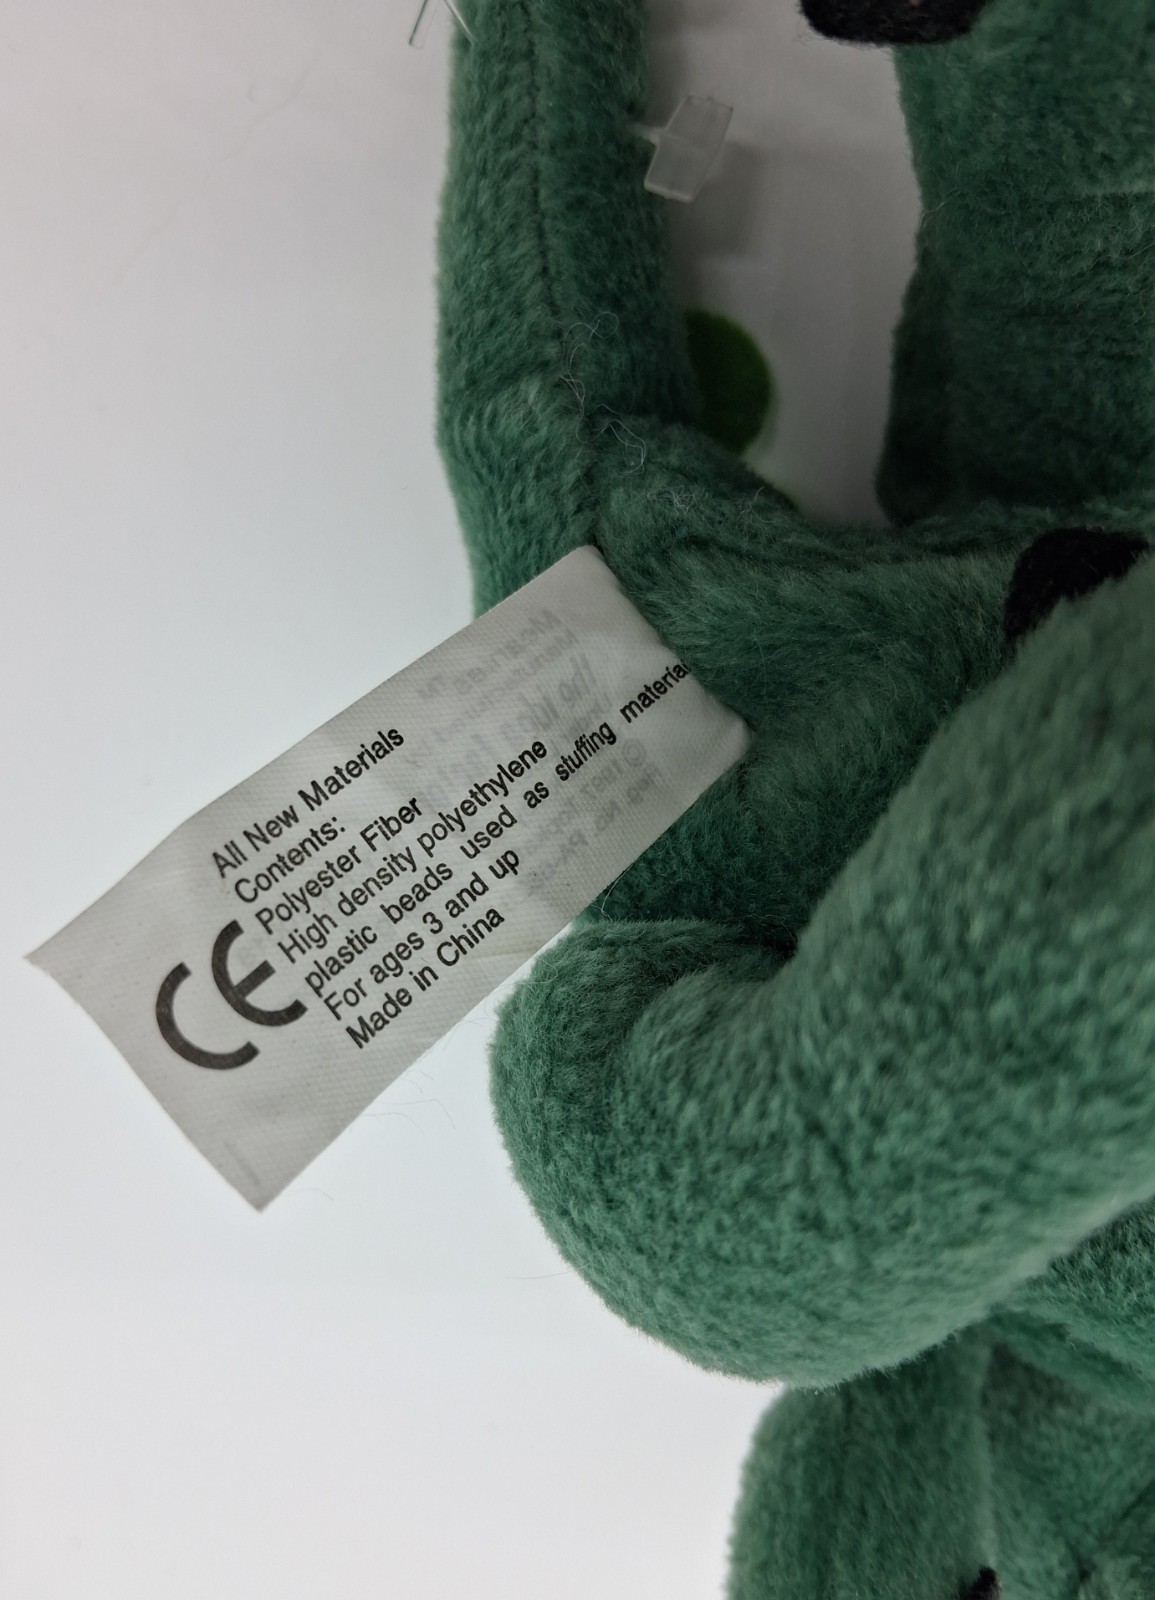 All New Materials
Contents:
Polyester Fiber
High density polyethylene
plastic beads used as stuffing material
For ages 3 and up
Made in China
CE